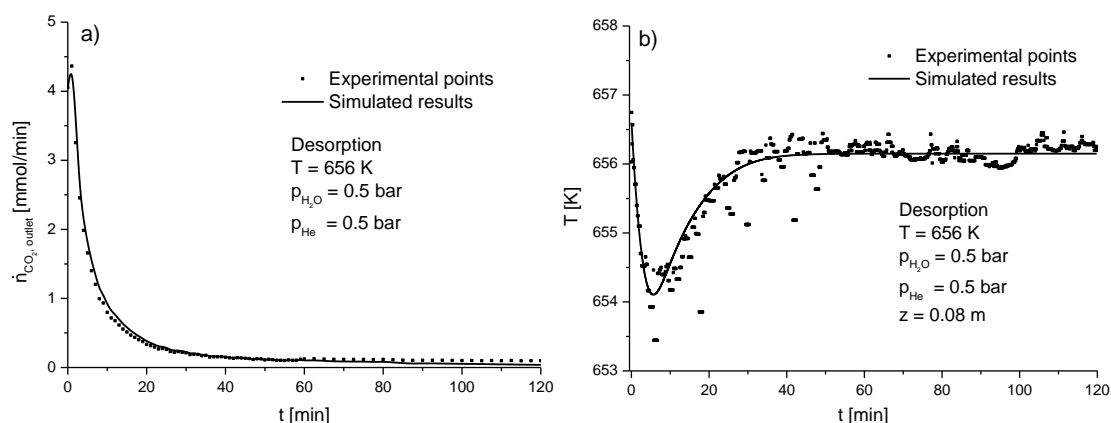 a)
5
4
3
2
1
0
ṅCO₂, outlet [mmol/min]
Experimental points
Simulated results
Desorption
T = 656 K
pH₂O = 0.5 bar
pHe = 0.5 bar
0 20 40 60 80 100 120
t [min]
b)
658
657
656
655
654
653
T [K]
Experimental points
Simulated results
Desorption
T = 656 K
pH₂O = 0.5 bar
pHe = 0.5 bar
z = 0.08 m
0 20 40 60 80 100 120
t [min]